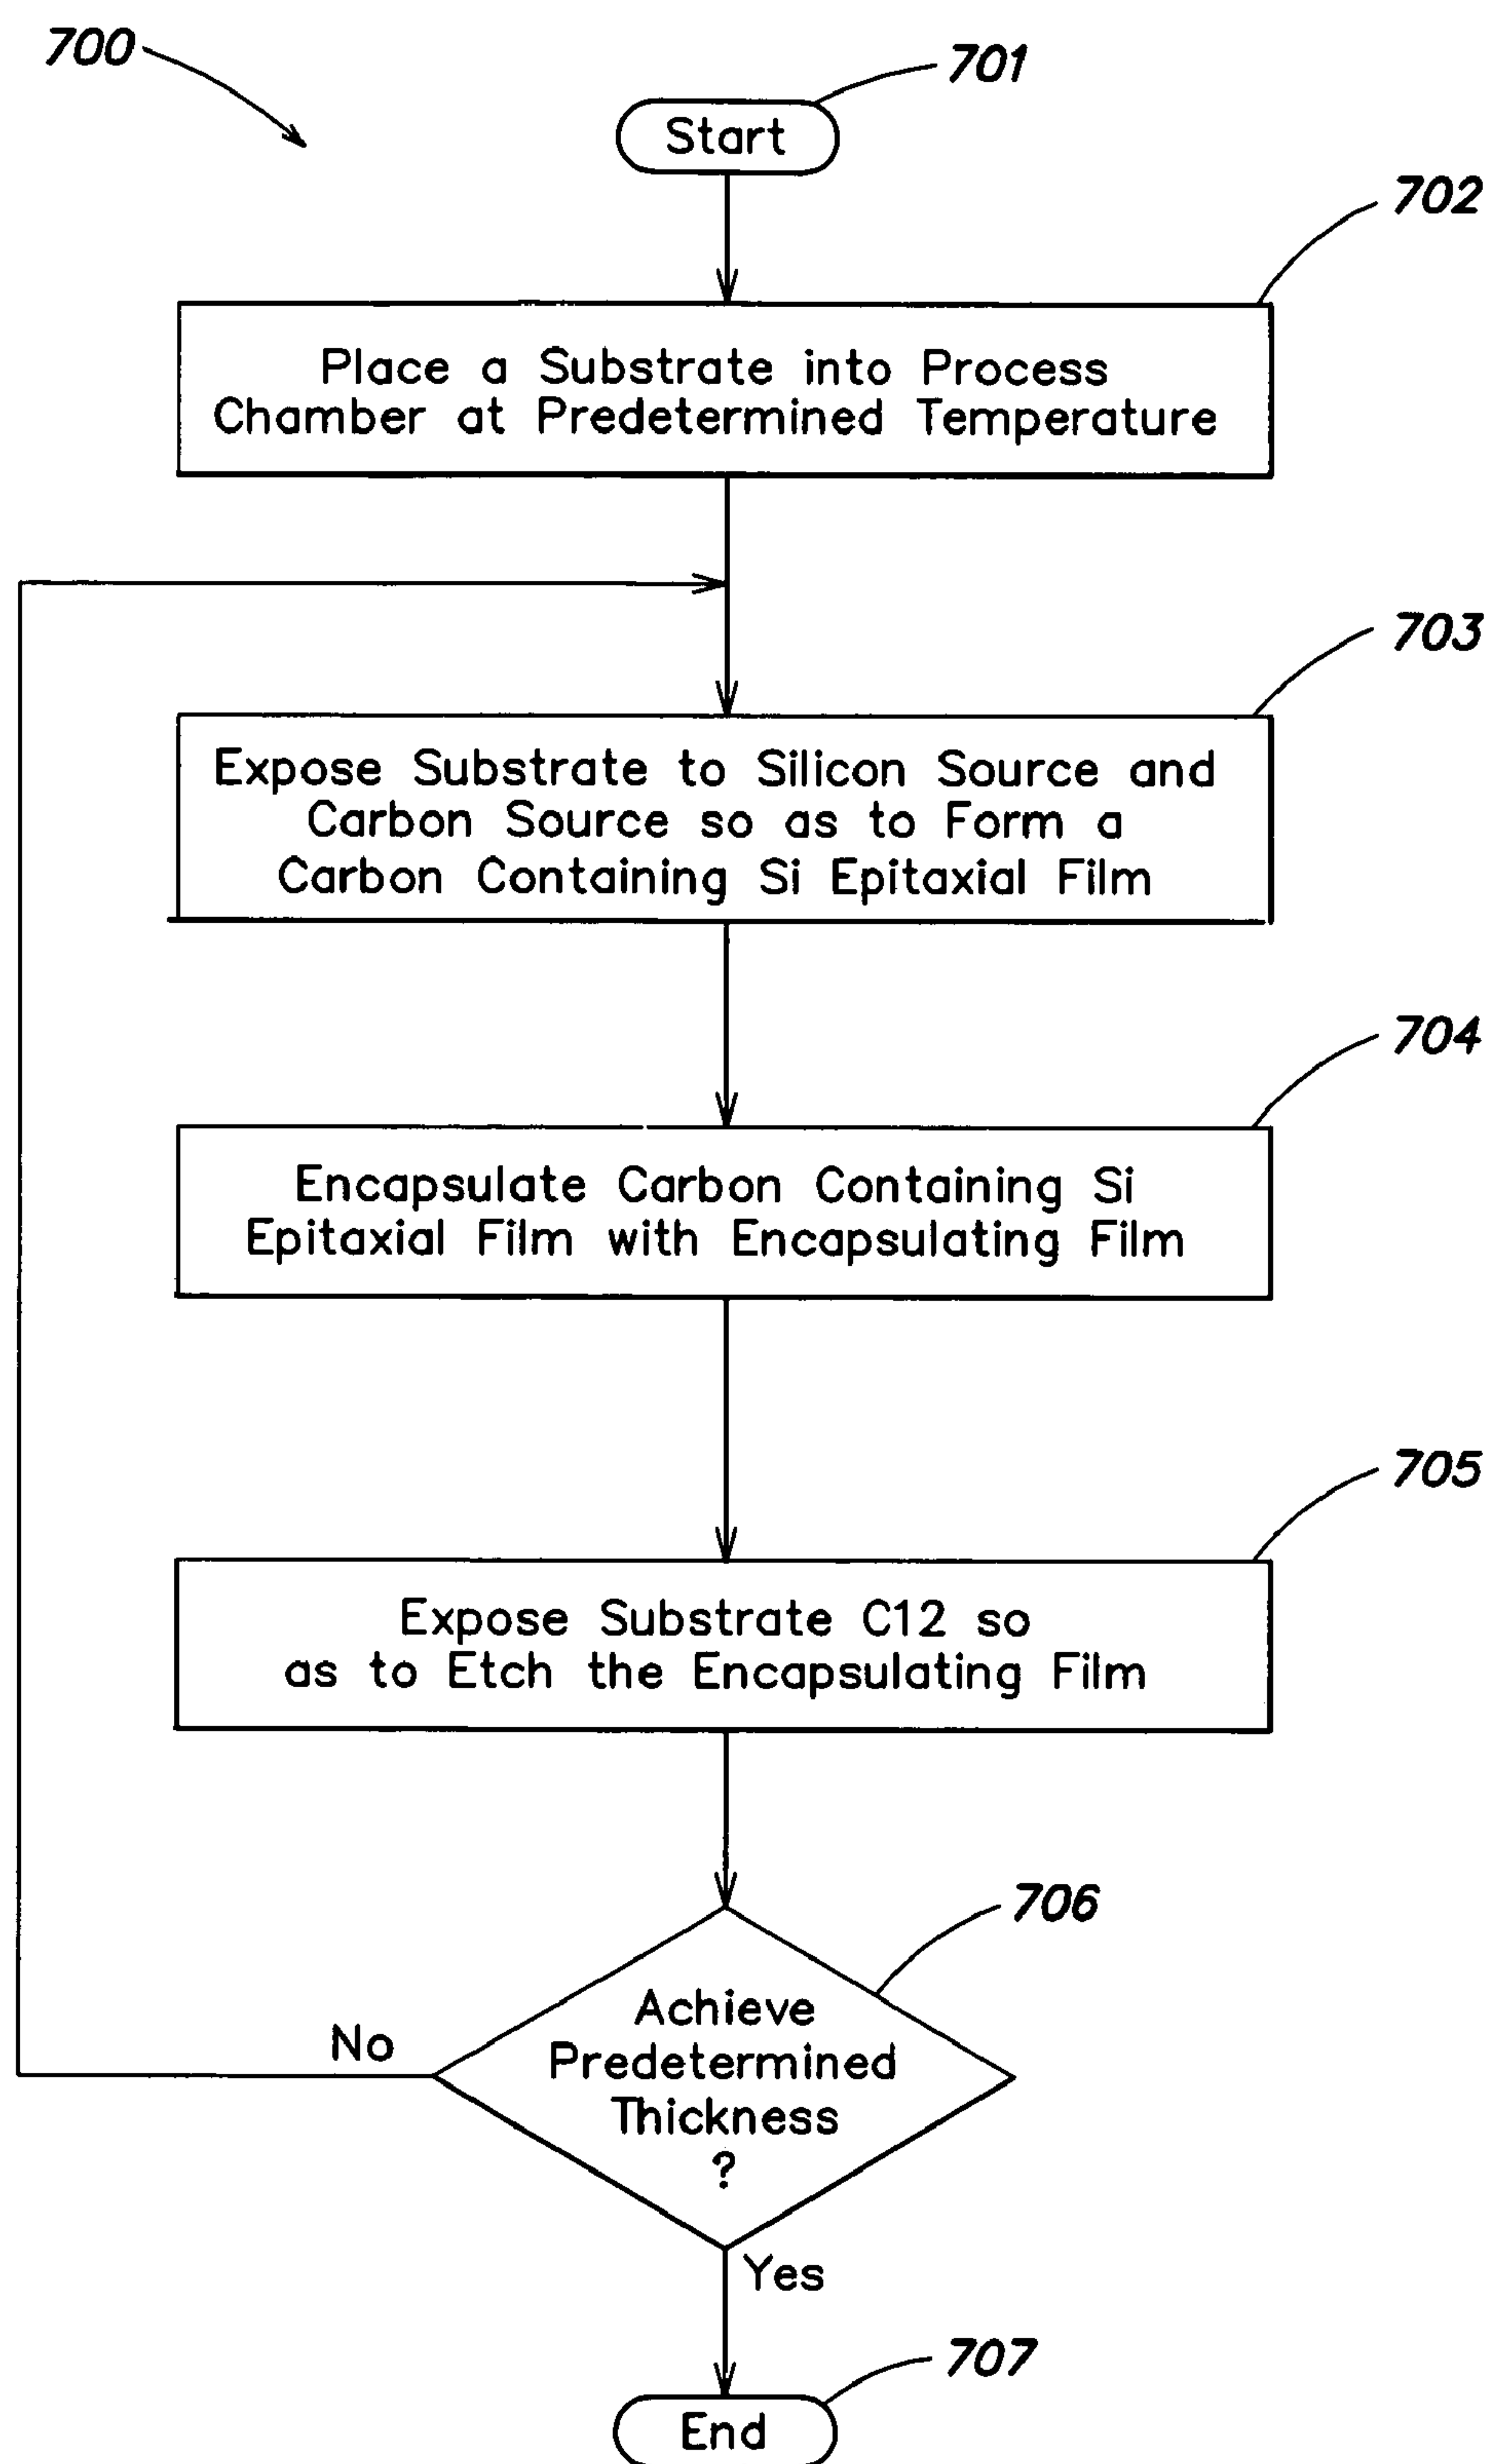 700
701
Start
702
Place a Substrate into Process
Chamber at Predetermined Temperature
703
Expose Substrate to Silicon Source and
Carbon Source so as to Form a
Carbon Containing Si Epitaxial Film
704
Encapsulate Carbon Containing Si
Epitaxial Film with Encapsulating Film
705
Expose Substrate C12 so
as to Etch the Encapsulating Film
706
Achieve
Predetermined
Thickness
?
No
Yes
707
End